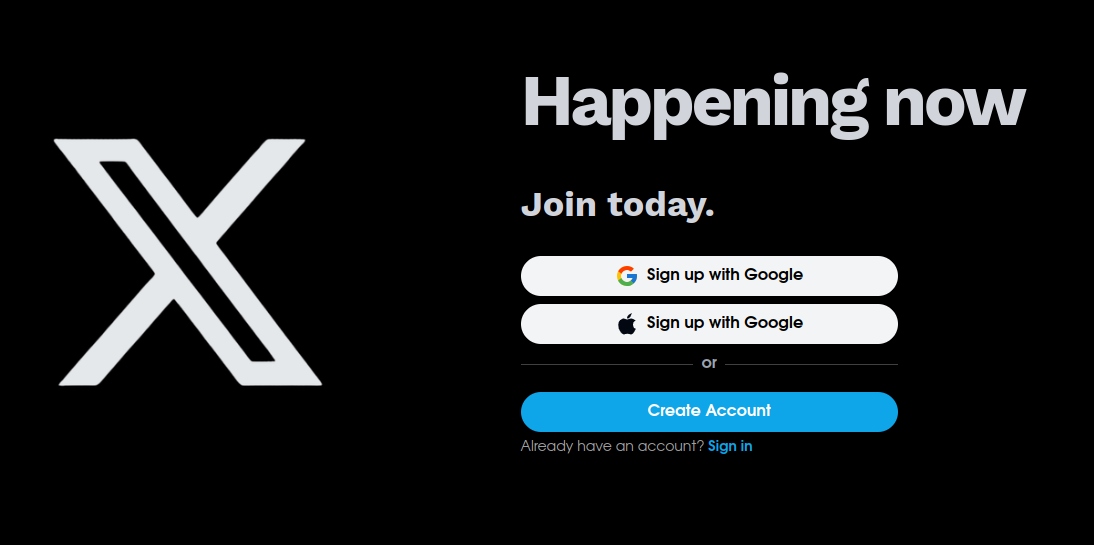 Happening now
Join today.
Sign up with Google
Sign up with Google
or
Create Account
Already have an account? Sign in